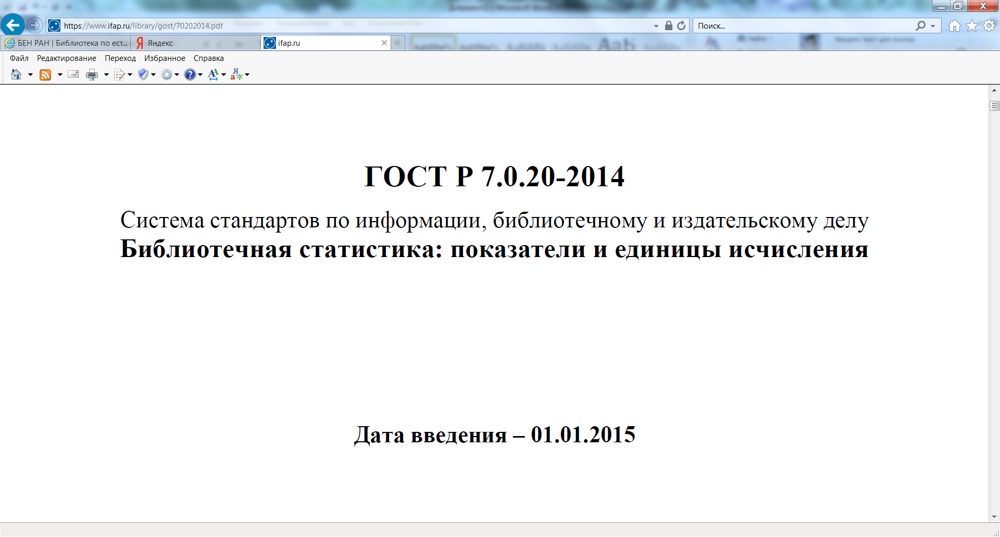 https://www.ifap.ru/library/gost/70202014.pdf
Поиск...
БЕН РАН | Библиотека по ест...
Яндекс
ifap.ru
Файл Редактирование Переход Избранное Справка
ГОСТ Р 7.0.20-2014
Система стандартов по информации, библиотечному и издательскому делу
Библиотечная статистика: показатели и единицы исчисления
Дата введения – 01.01.2015